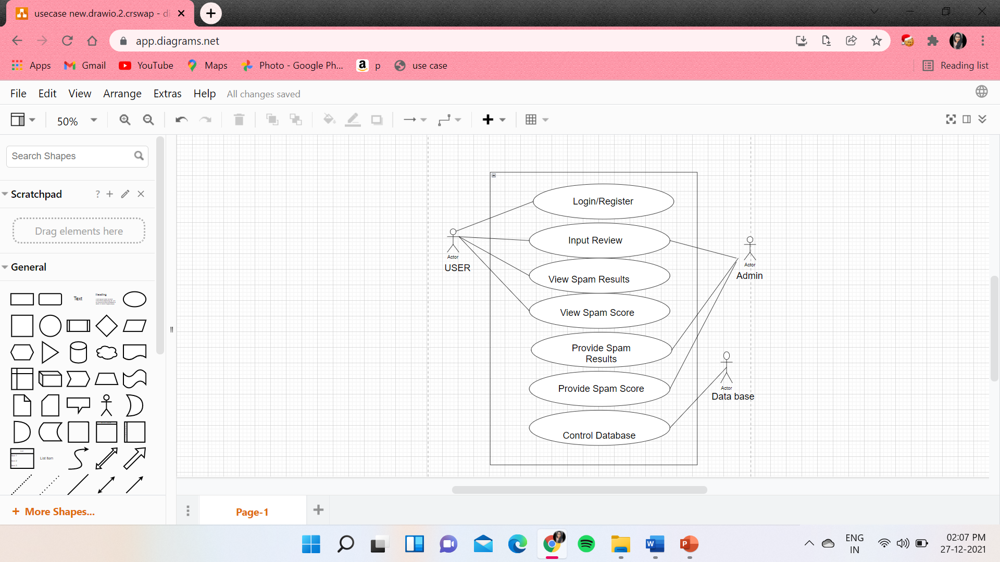 usecase new.drawio.2.crswap - di
app.diagrams.net
Apps Gmail YouTube Maps Photo - Google Ph... p use case Reading list
File Edit View Arrange Extras Help All changes saved
50%
Search Shapes
Scratchpad ?
Drag elements here
General
Text Heading
List Item
+ More Shapes...
Login/Register
Input Review
View Spam Results
View Spam Score
Provide Spam
Results
Provide Spam Score
Control Database
Actor
USER
Actor
Admin
Actor
Data base
Page-1
ENG
IN
02:07 PM
27-12-2021